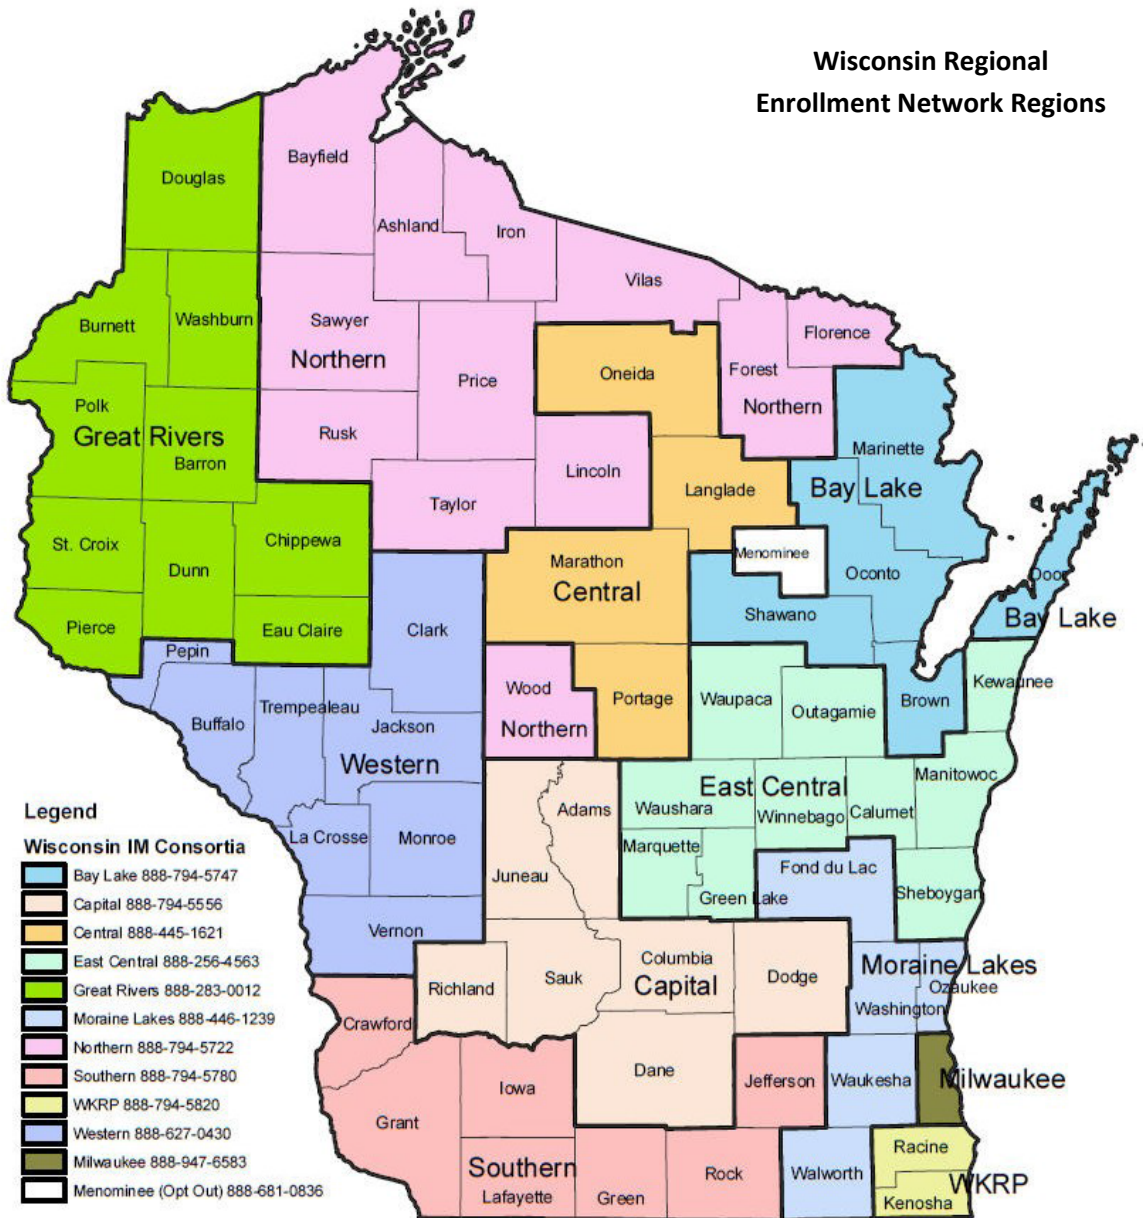 Wisconsin Regional
Enrollment Network Regions
Bayfield
Douglas
Ashland
Iron
Vilas
Burnett
Washburn
Sawyer
Northern
Florence
Price
Oneida
Forest
Northern
Polk
Great Rivers
Barron
Rusk
Lincoln
Taylor
Langlade
Marinette
Bay Lake
St. Croix
Dunn
Chippewa
Marathon
Central
Menominee
Oconto
Door
Bay Lake
Shawano
Pierce
Eau Claire
Clark
Pepin
Buffalo
Trempealeau
Jackson
Western
Wood
Northern
Portage
Waupaca
Outagamie
Brown
Kewaunee
East Central
Manitowoc
Waushara
Winnebago
Calumet
Adams
La Crosse
Monroe
Juneau
Marquette
Green Lake
Fond du Lac
Sheboygan
Vernon
Richland
Sauk
Columbia
Capital
Dodge
Moraine Lakes
Ozaukee
Washington
Crawford
Iowa
Dane
Jefferson
Waukesha
Milwaukee
Grant
Southern
Lafayette
Green
Rock
Walworth
Racine
WKRP
Kenosha
Legend
Wisconsin IM Consortia
Bay Lake 888-794-5747
Capital 888-794-5556
Central 888-445-1621
East Central 888-256-4563
Great Rivers 888-283-0012
Moraine Lakes 888-446-1239
Northern 888-794-5722
Southern 888-794-5780
WKRP 888-794-5820
Western 888-627-0430
Milwaukee 888-947-6583
Menominee (Opt Out) 888-681-0836